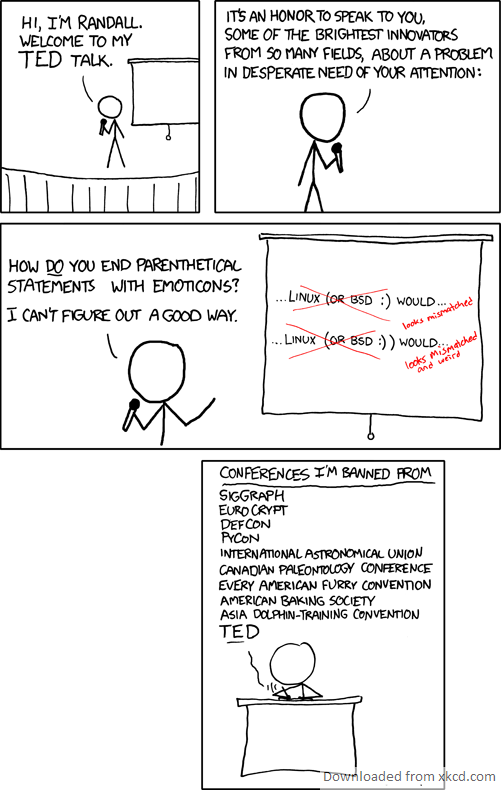 HI, I'M RANDALL.
WELCOME TO MY
TED TALK.
IT'S AN HONOR TO SPEAK TO YOU,
SOME OF THE BRIGHTEST INNOVATORS
FROM SO MANY FIELDS, ABOUT A PROBLEM
IN DESPERATE NEED OF YOUR ATTENTION:
HOW DO YOU END PARENTHETICAL
STATEMENTS WITH EMOTICONS?
I CAN'T FIGURE OUT A GOOD WAY.
...LINUX (OR BSD :) WOULD...
looks mismatched
...LINUX (OR BSD :)) WOULD...
looks mismatched
and weird
CONFERENCES I'M BANNED FROM
SIGGRAPH
EUROCRYPT
DEFCON
PYCON
INTERNATIONAL ASTRONOMICAL UNION
CANADIAN PALEONTOLOGY CONFERENCE
EVERY AMERICAN FURRY CONVENTION
AMERICAN BAKING SOCIETY
ASIA DOLPHIN-TRAINING CONVENTION
TED
Downloaded from xkcd.com